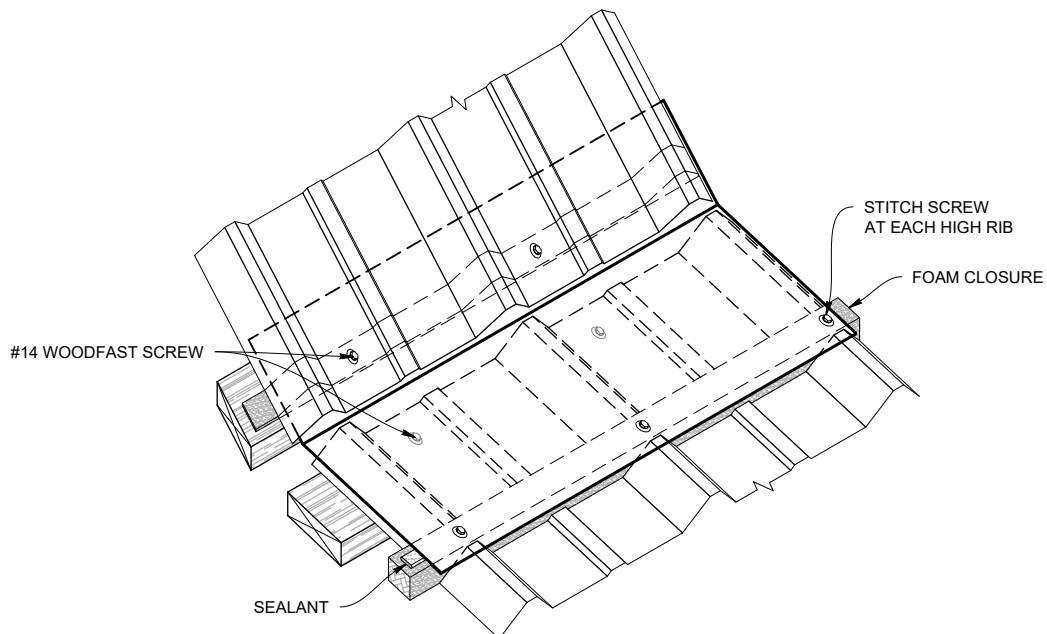 STITCH SCREW
AT EACH HIGH RIB
FOAM CLOSURE
#14 WOODFAST SCREW
SEALANT